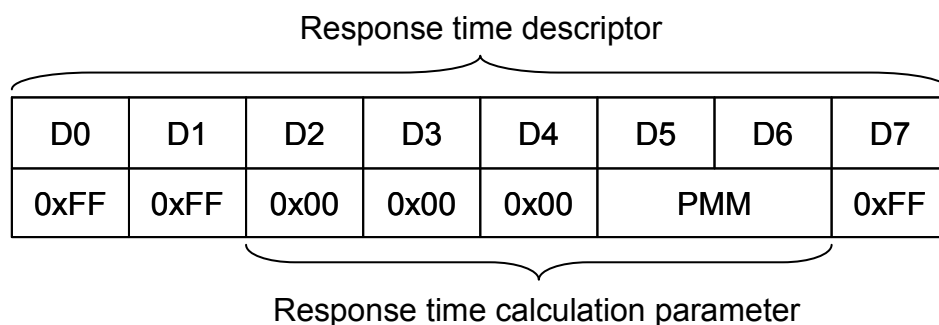 Response time descriptor
D0 D1 D2 D3 D4 D5 D6 D7
0xFF 0xFF 0x00 0x00 0x00 PMM 0xFF
Response time calculation parameter